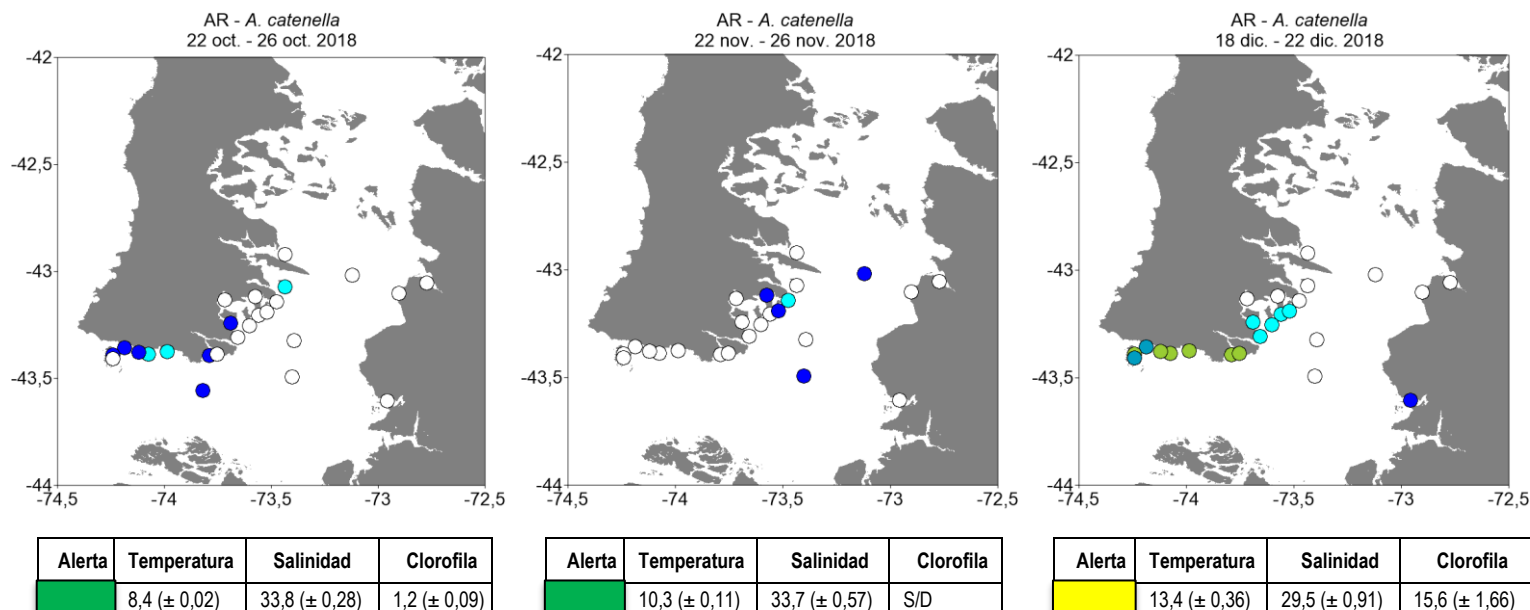 AR - A. catenella
22 oct. - 26 oct. 2018
-42
-42,5
-43
-43,5
-44
-74,5 -74 -73,5 -73 -72,5
Alerta Temperatura Salinidad Clorofila
8,4 (± 0,02) 33,8 (± 0,28) 1,2 (± 0,09)
AR - A. catenella
22 nov. - 26 nov. 2018
-42
-42,5
-43
-43,5
-44
-74,5 -74 -73,5 -73 -72,5
Alerta Temperatura Salinidad Clorofila
10,3 (± 0,11) 33,7 (± 0,57) S/D
AR - A. catenella
18 dic. - 22 dic. 2018
-42
-42,5
-43
-43,5
-44
-74,5 -74 -73,5 -73 -72,5
Alerta Temperatura Salinidad Clorofila
13,4 (± 0,36) 29,5 (± 0,91) 15,6 (± 1,66)